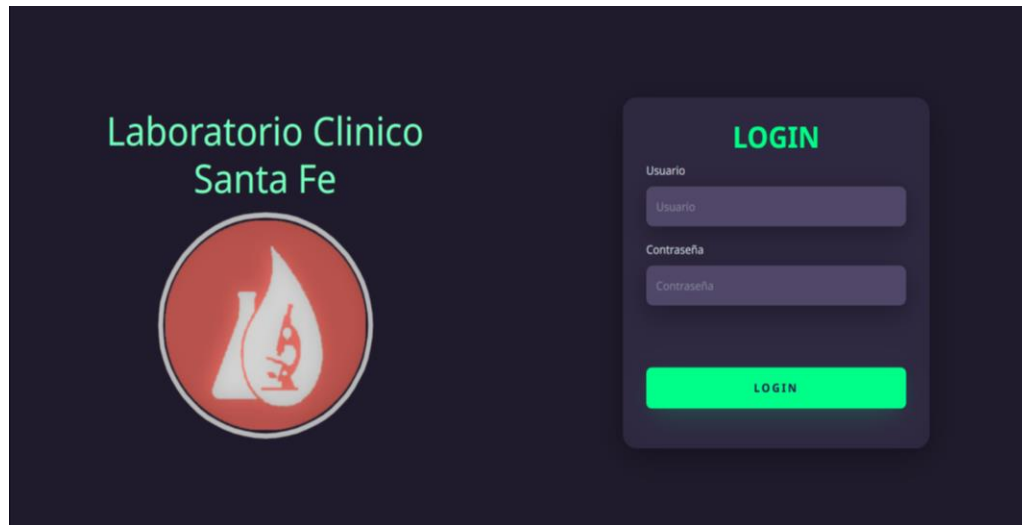 Laboratorio Clinico
Santa Fe
LOGIN
Usuario
Usuario
Contraseña
Contraseña
LOGIN